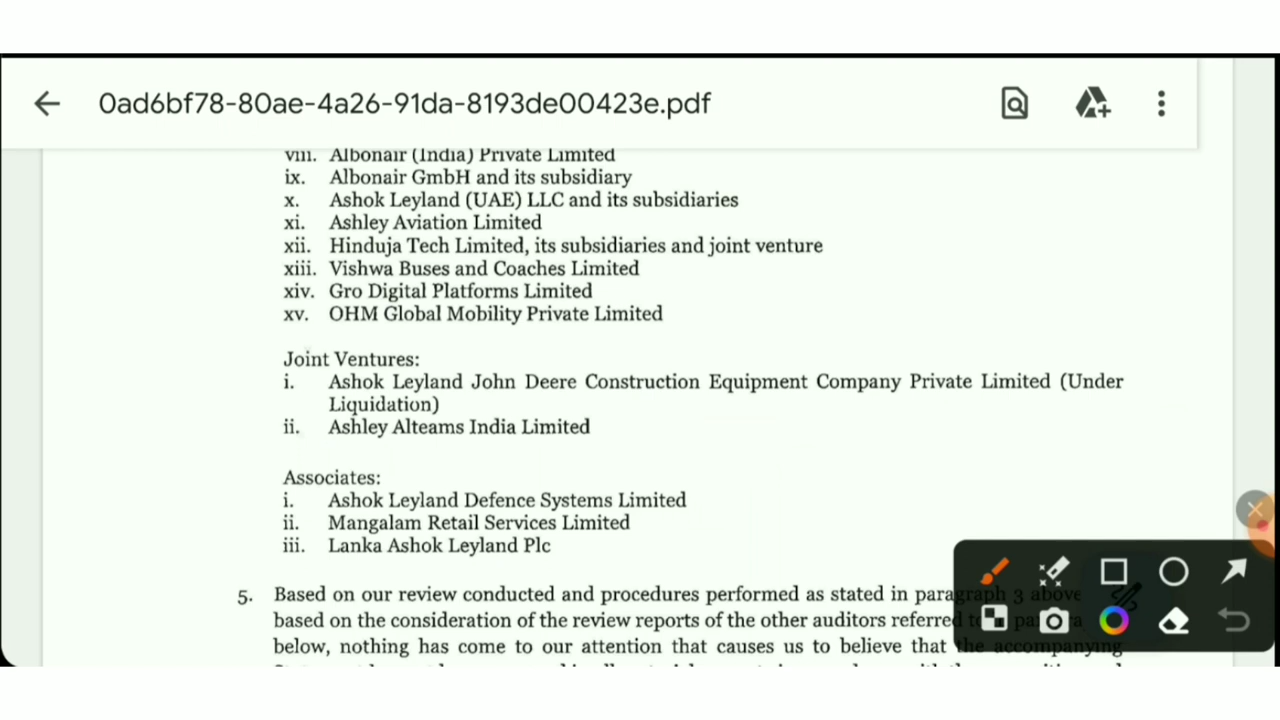 0ad6bf78-80ae-4a26-91da-8193de00423e.pdf
viii. Albonair (India) Private Limited
ix. Albonair GmbH and its subsidiary
x. Ashok Leyland (UAE) LLC and its subsidiaries
xi. Ashley Aviation Limited
xii. Hinduja Tech Limited, its subsidiaries and joint venture
xiii. Vishwa Buses and Coaches Limited
xiv. Gro Digital Platforms Limited
xv. OHM Global Mobility Private Limited
Joint Ventures:
i. Ashok Leyland John Deere Construction Equipment Company Private Limited (Under
Liquidation)
ii. Ashley Alteams India Limited
Associates:
i. Ashok Leyland Defence Systems Limited
ii. Mangalam Retail Services Limited
iii. Lanka Ashok Leyland Plc
5. Based on our review conducted and procedures performed as stated in paragraph 3 above
based on the consideration of the review reports of the other auditors referred
below, nothing has come to our attention that causes us to believe that the accompanying